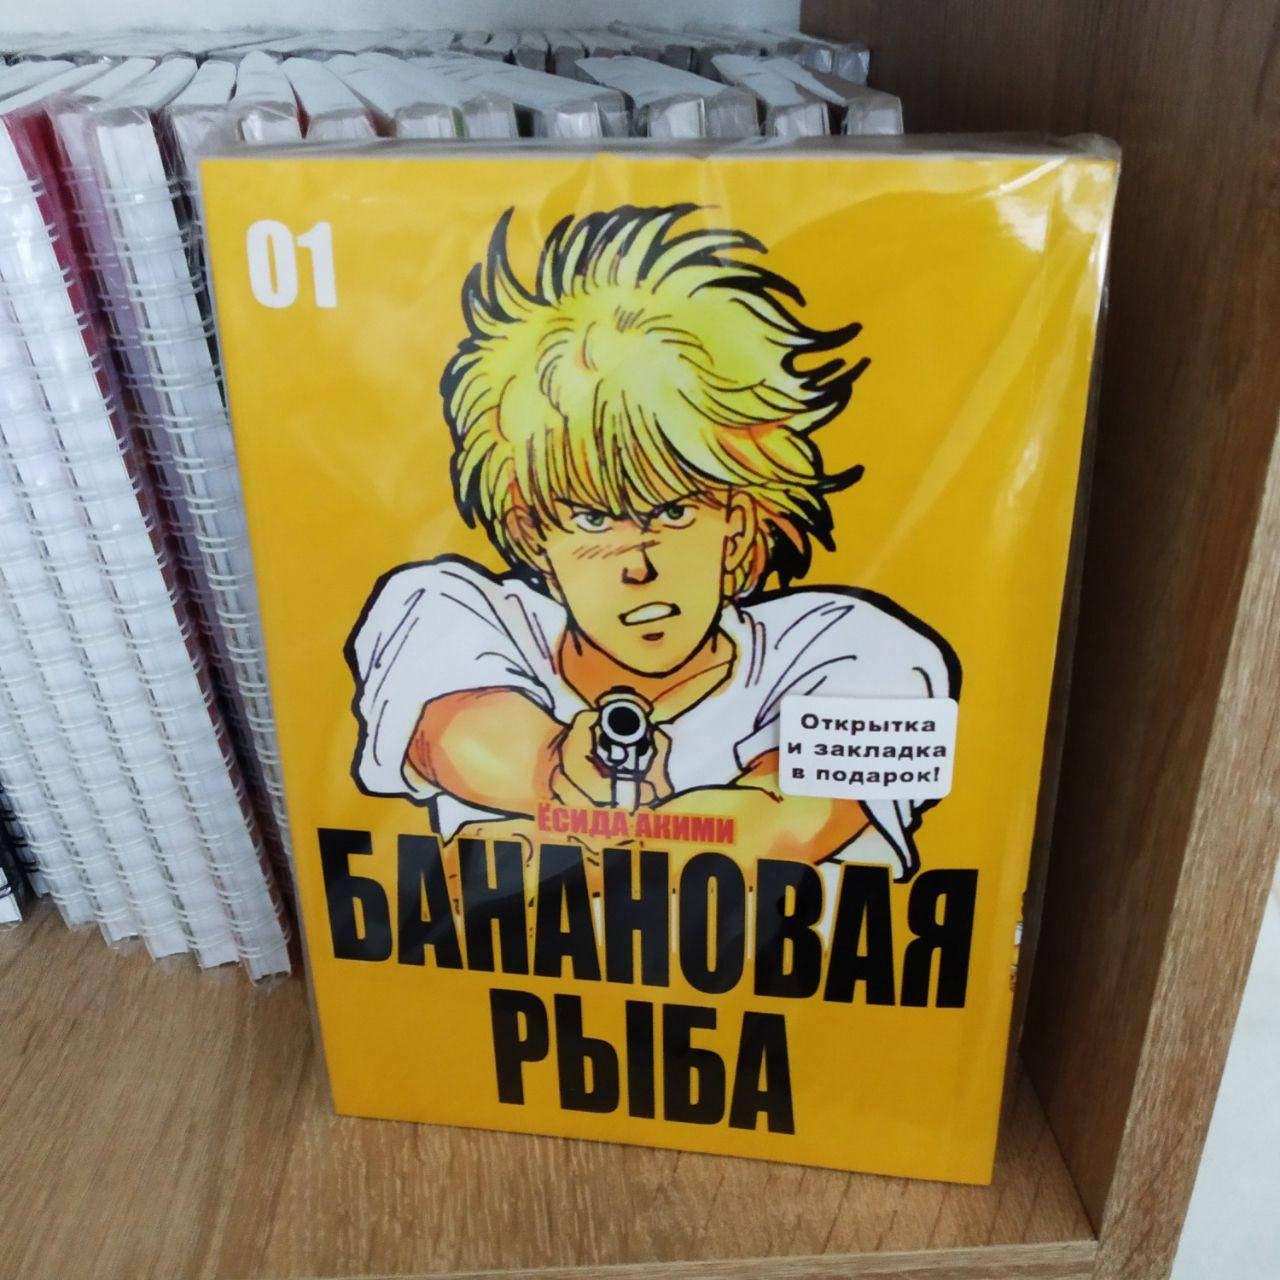 01
Открытка
и закладка
в подарок!
ЁСИДА АКИМИ
БАНАНОВАЯ
РЫБА